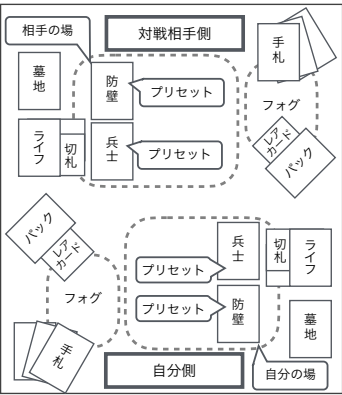 相手の場
対戦相手側
手札
墓地
防壁
プリセット
フォグ
ライフ
切札
兵士
プリセット
レア
カード
パック
パック
レア
カード
兵士
切札
ライフ
プリセット
フォグ
プリセット
防壁
墓地
手札
自分側
自分の場